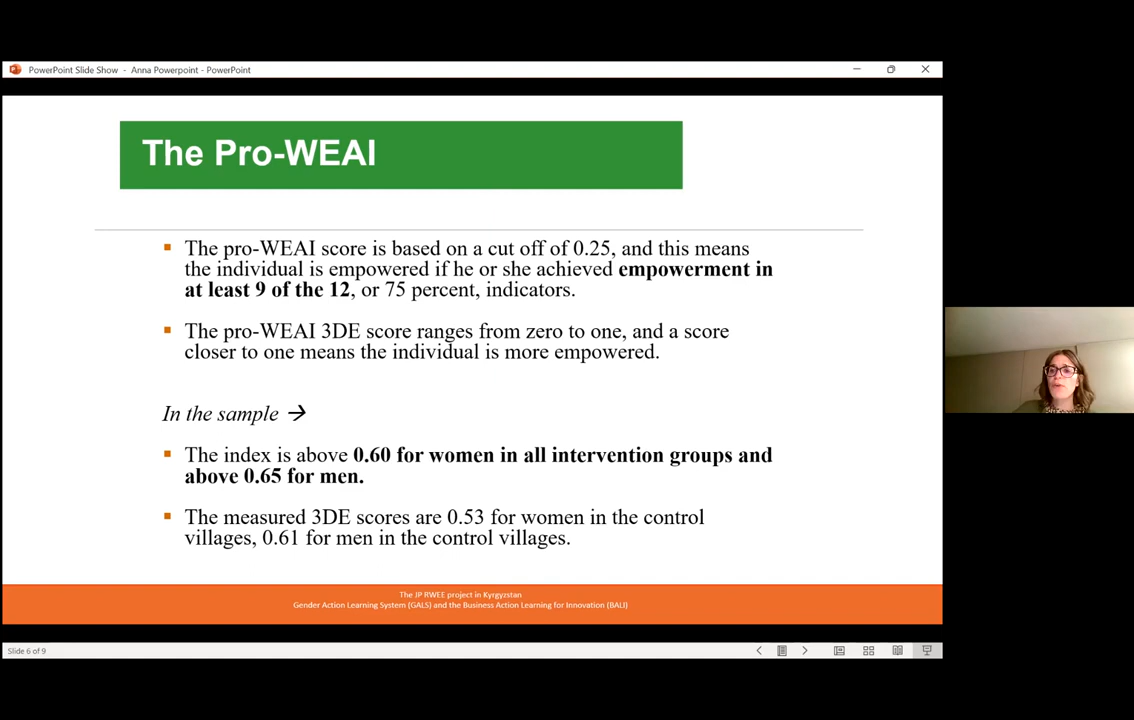 PowerPoint Slide Show - Anna Powerpoint - PowerPoint
The Pro-WEAI
The pro-WEAI score is based on a cut off of 0.25, and this means
the individual is empowered if he or she achieved empowerment in
at least 9 of the 12, or 75 percent, indicators.
The pro-WEAI 3DE score ranges from zero to one, and a score
closer to one means the individual is more empowered.
In the sample →
The index is above 0.60 for women in all intervention groups and
above 0.65 for men.
The measured 3DE scores are 0.53 for women in the control
villages, 0.61 for men in the control villages.
The JP RWEE project in Kyrgyzstan
Gender Action Learning System (GALS) and the Business Action Learning for Innovation (BALI)
Slide 6 of 9